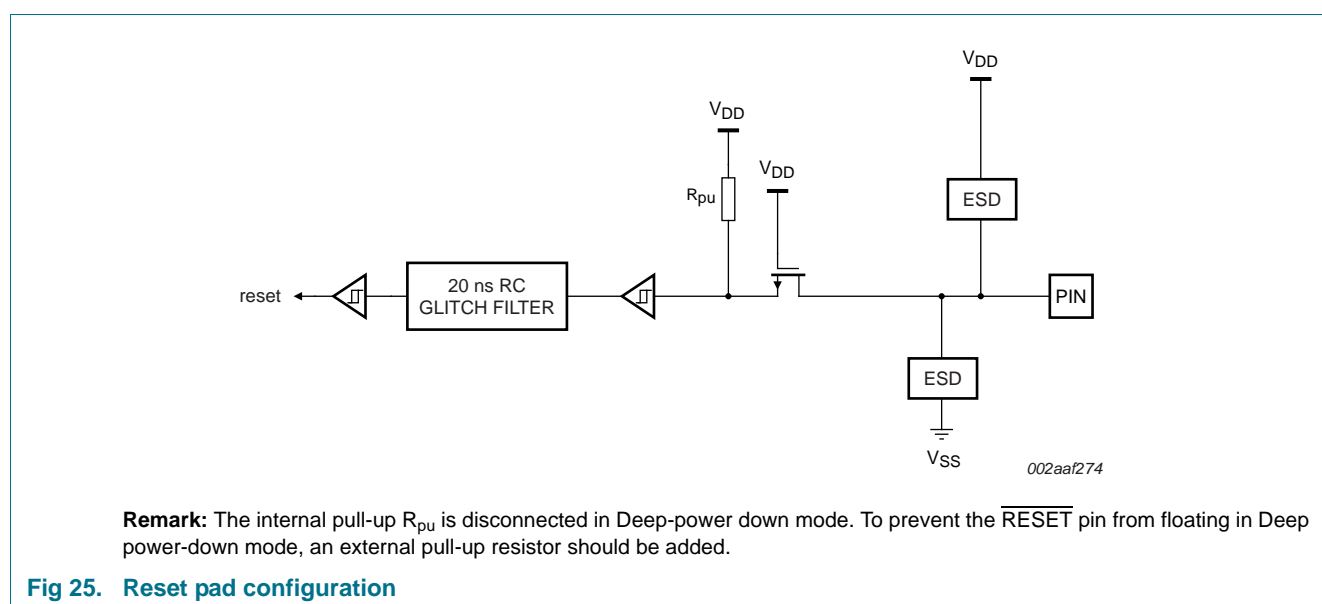 VDD
VDD
VDD
Rpu
ESD
reset
20 ns RC
GLITCH FILTER
PIN
ESD
VSS
002aaf274
Remark: The internal pull-up Rpu is disconnected in Deep-power down mode. To prevent the RESET pin from floating in Deep
power-down mode, an external pull-up resistor should be added.
Fig 25. Reset pad configuration